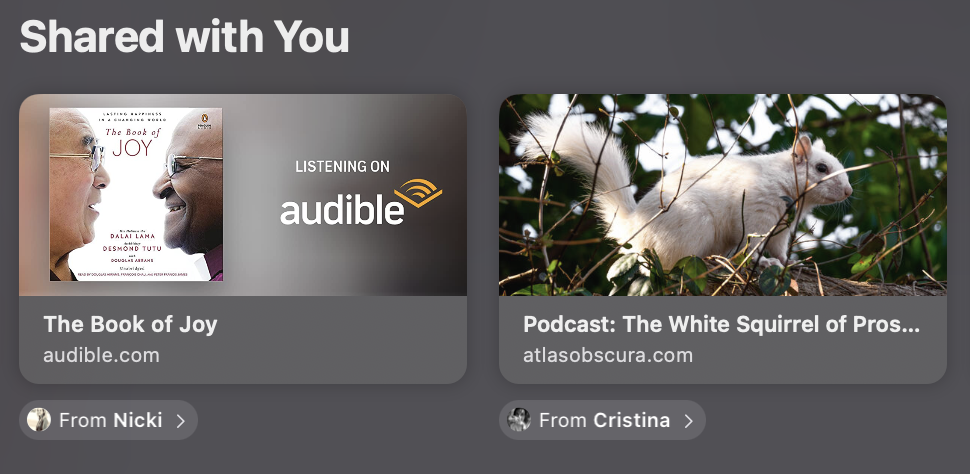 Shared with You
LASTING HAPPINESS
IN A CHANGING WORLD
The Book of
JOY
DALAI LAMA
DESMOND TUTU
DOUGLAS ABRAMS
Unabridged
LISTENING ON
audible
The Book of Joy
audible.com
From Nicki
Podcast: The White Squirrel of Pros...
atlasobscura.com
From Cristina